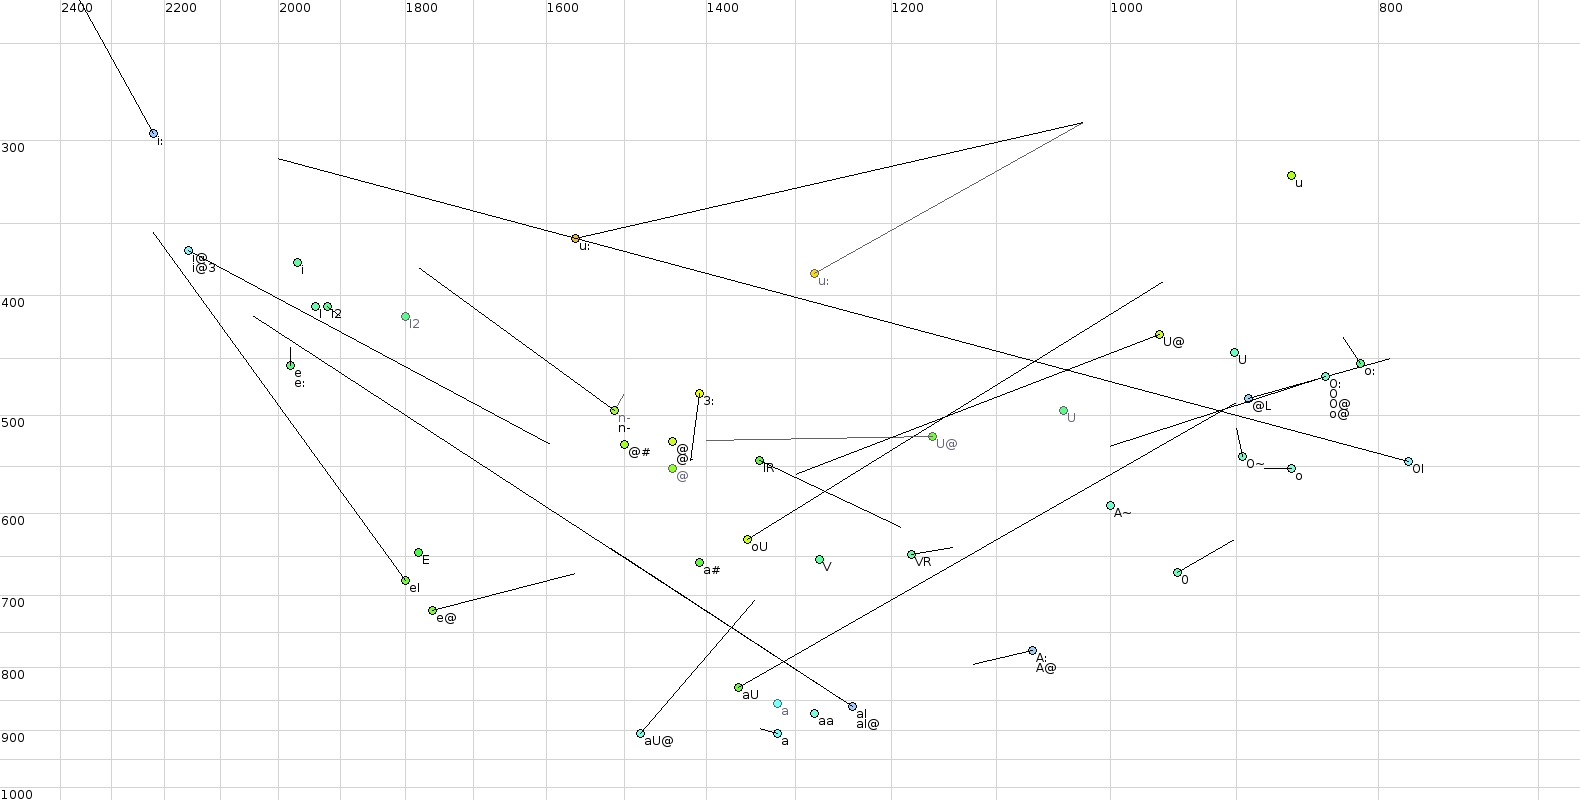 2400 2200 2000 1800 1600 1400 1200 1000 800
i:
300
u
u:
i@
i@3
i
u:
400
I I2
I2
U@
U
e
e:
o:
O:
O
O@
o@
3:
@L
n-
n-
U
500
@#
@
@-
@
U@
IR
O~
o
OI
A~
600
oU
E
a#
V
VR
eI
0
700
e@
A:
A@
800
aU
a
aa
aI
aI@
900
aU@
a
1000